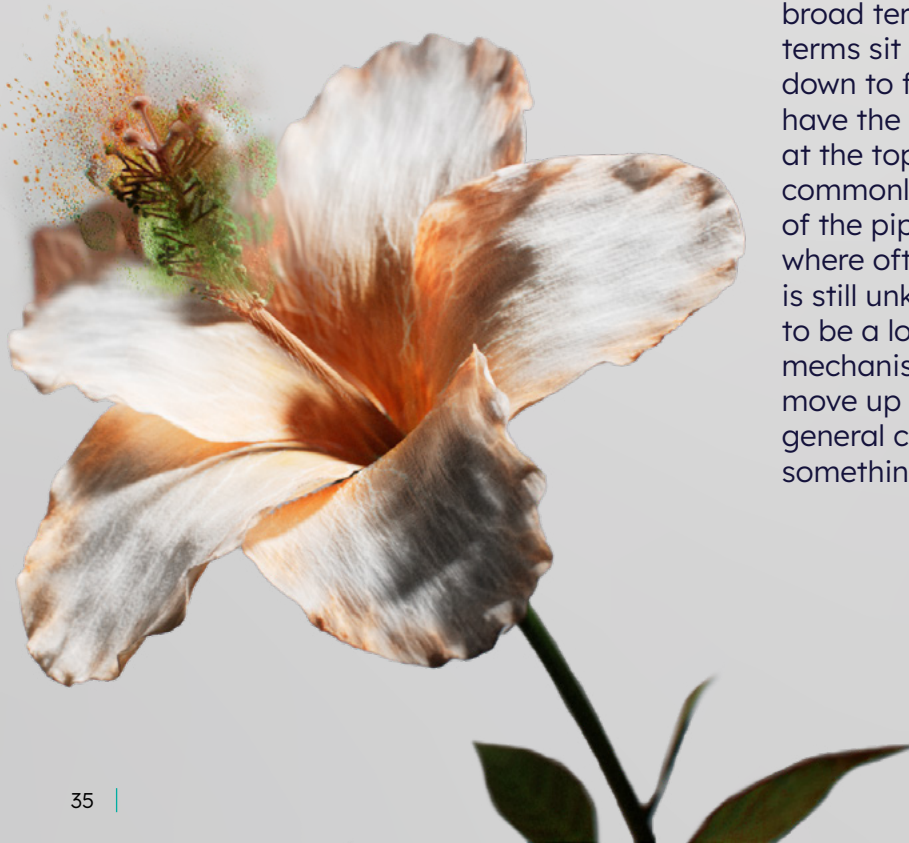 broad ter
terms sit
down to f
have the
at the top
commonl
of the pip
where oft
is still unk
to be a lo
mechanis
move up
general c
somethin
35